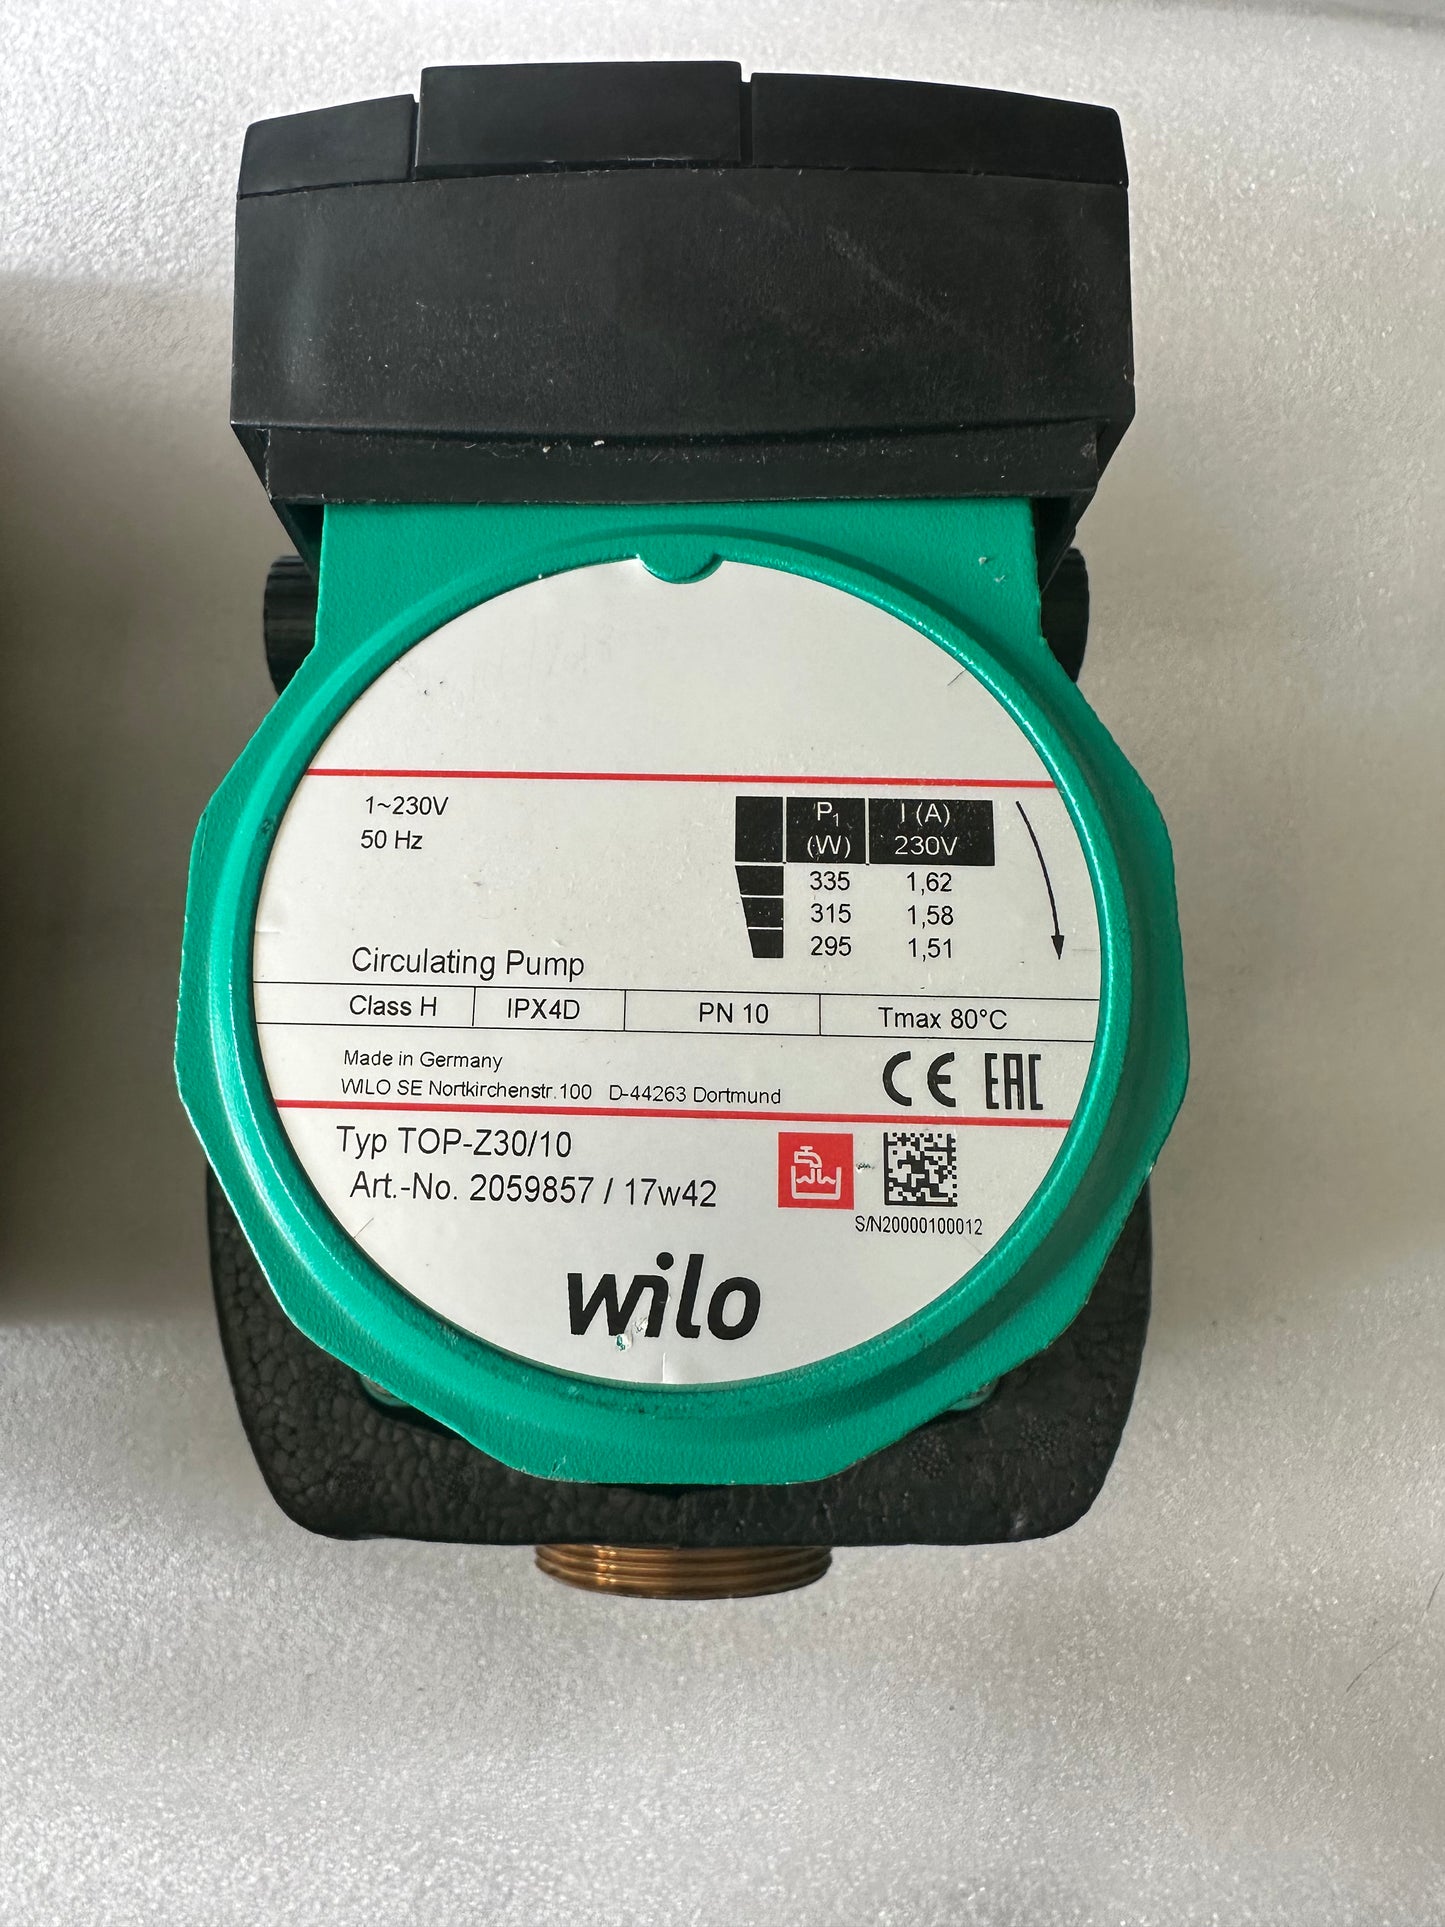 1~230V
50 Hz
P₁ I (A)
(W) 230V
335 1,62
315 1,58
295 1,51
Circulating Pump
Class H IPX4D PN 10 Tmax 80°C
Made in Germany
WILO SE Nortkirchenstr.100 D-44263 Dortmund
CE EAC
Typ TOP-Z30/10
Art.-No. 2059857 / 17w42
S/N20000100012
wilo